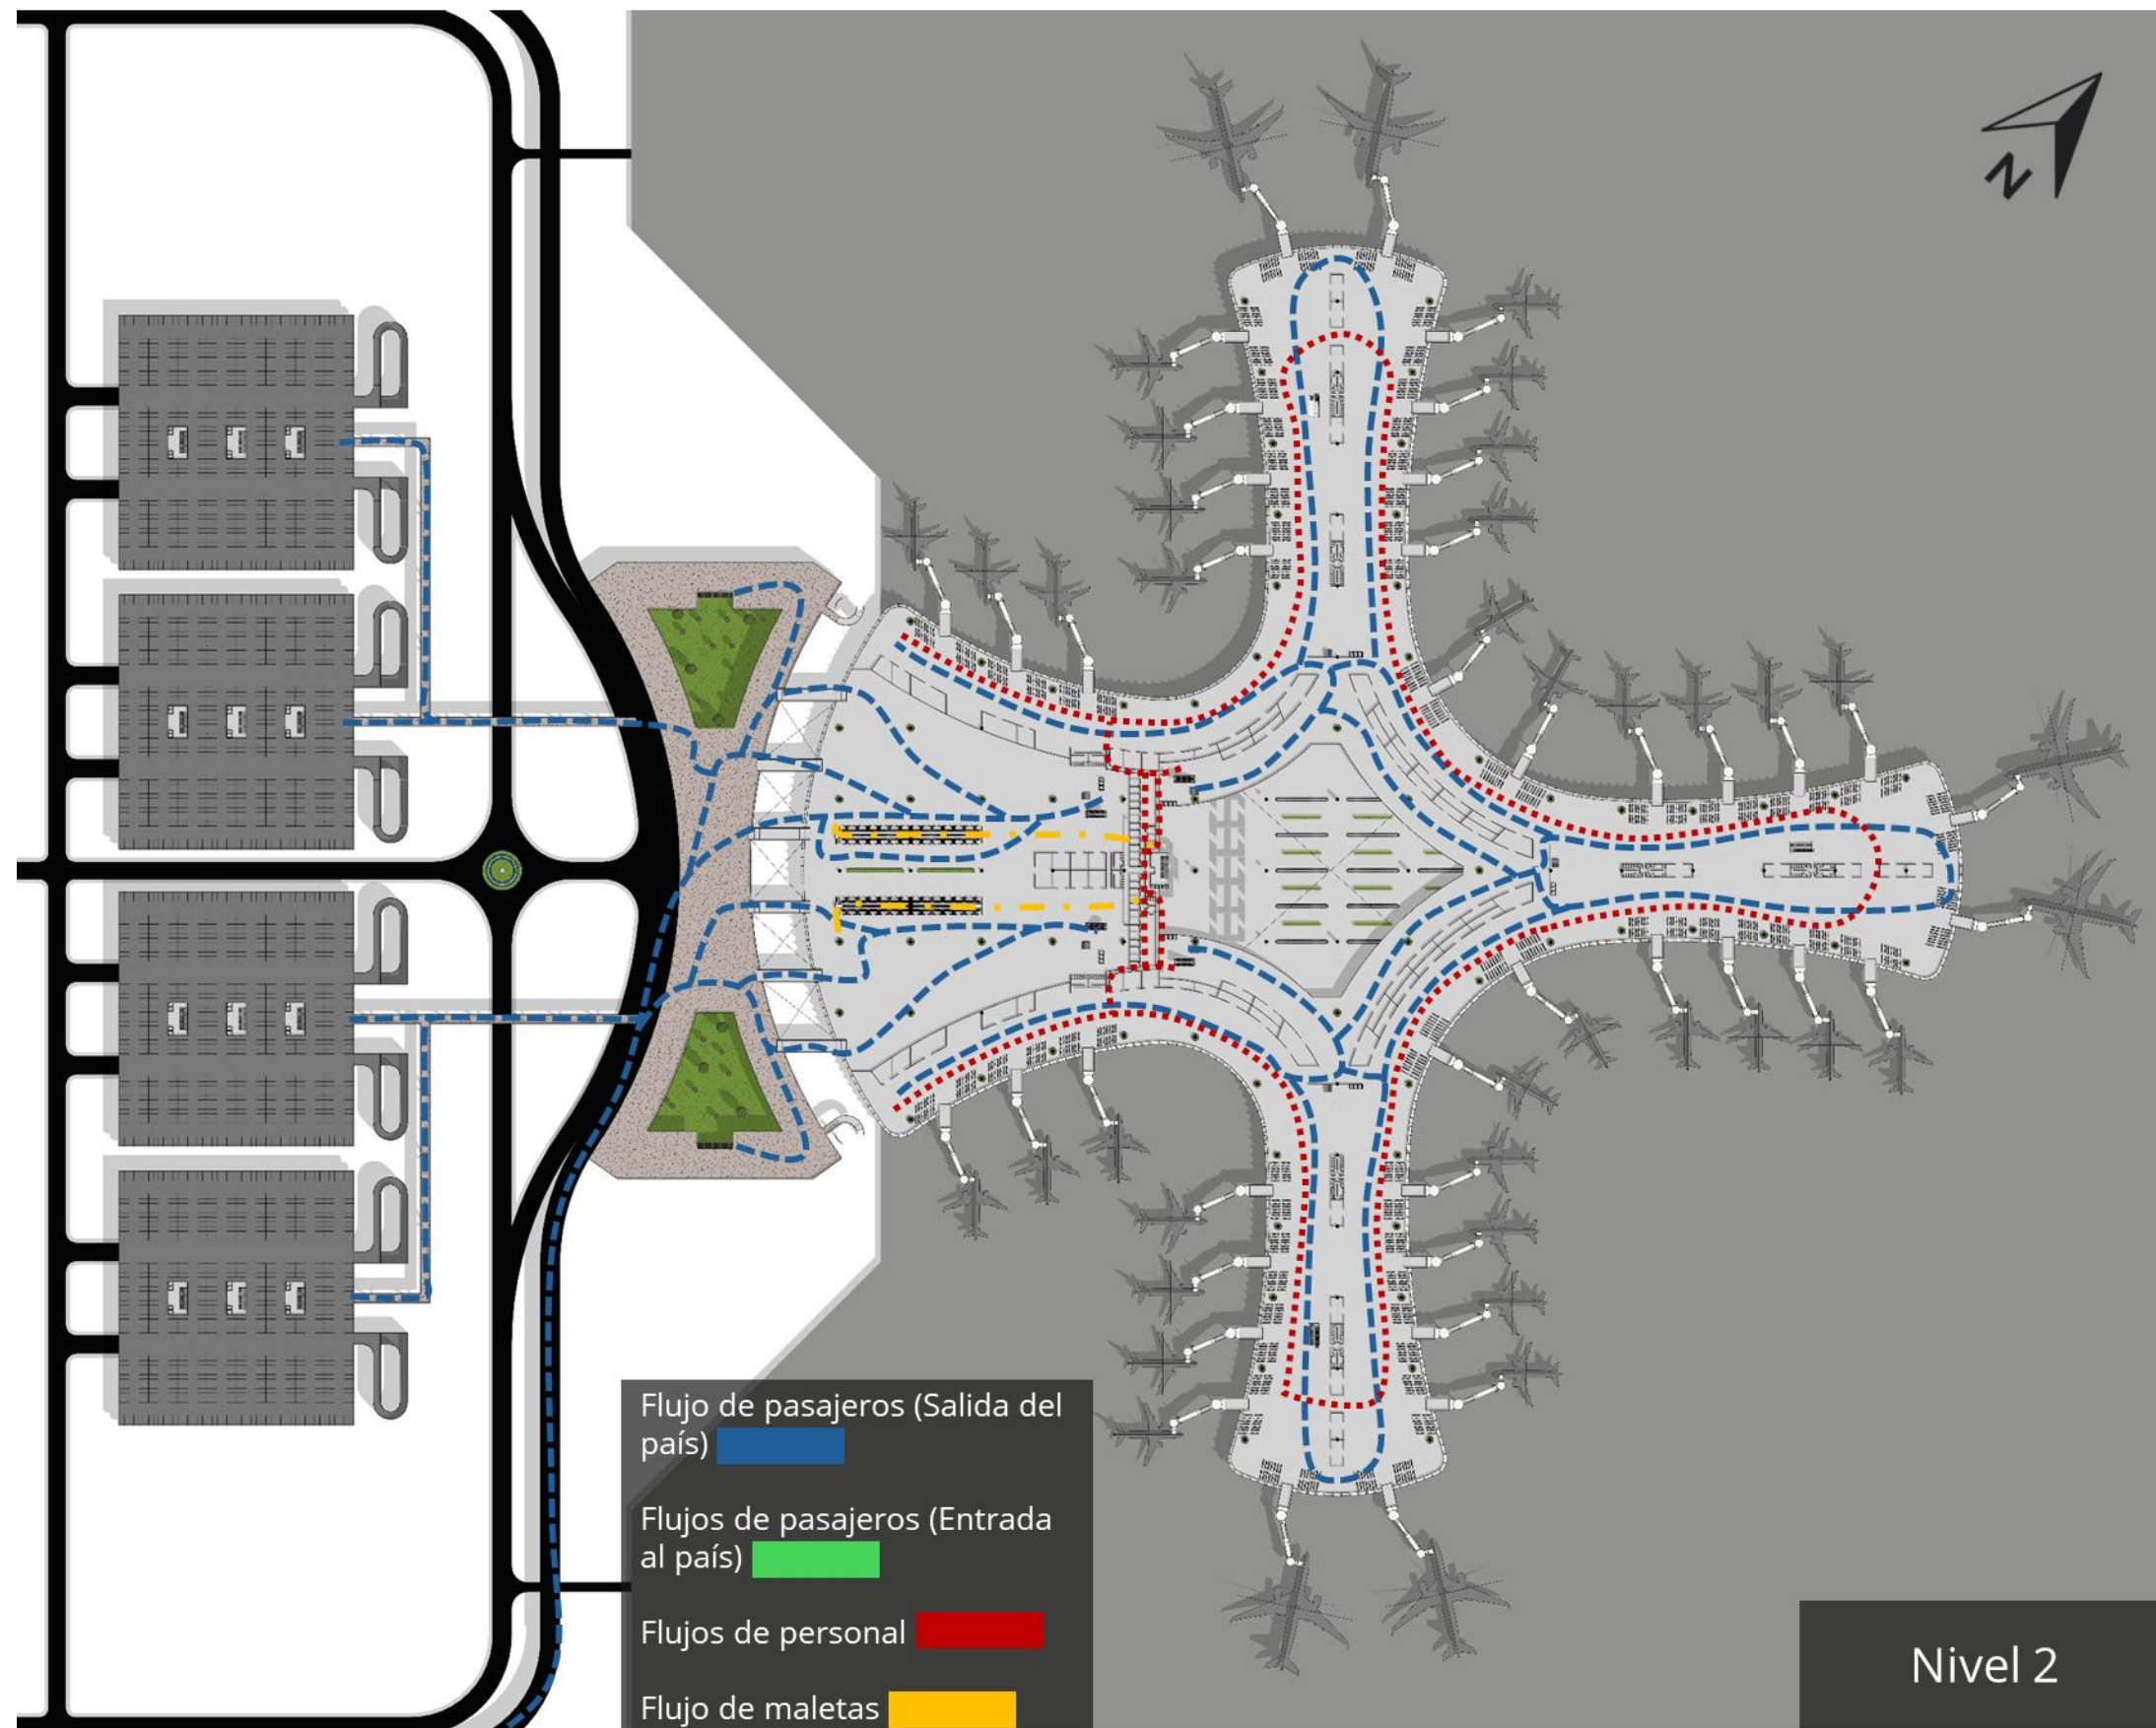 N
Flujo de pasajeros (Salida del
país)
Flujos de pasajeros (Entrada
al país)
Flujos de personal
Flujo de maletas
Nivel 2